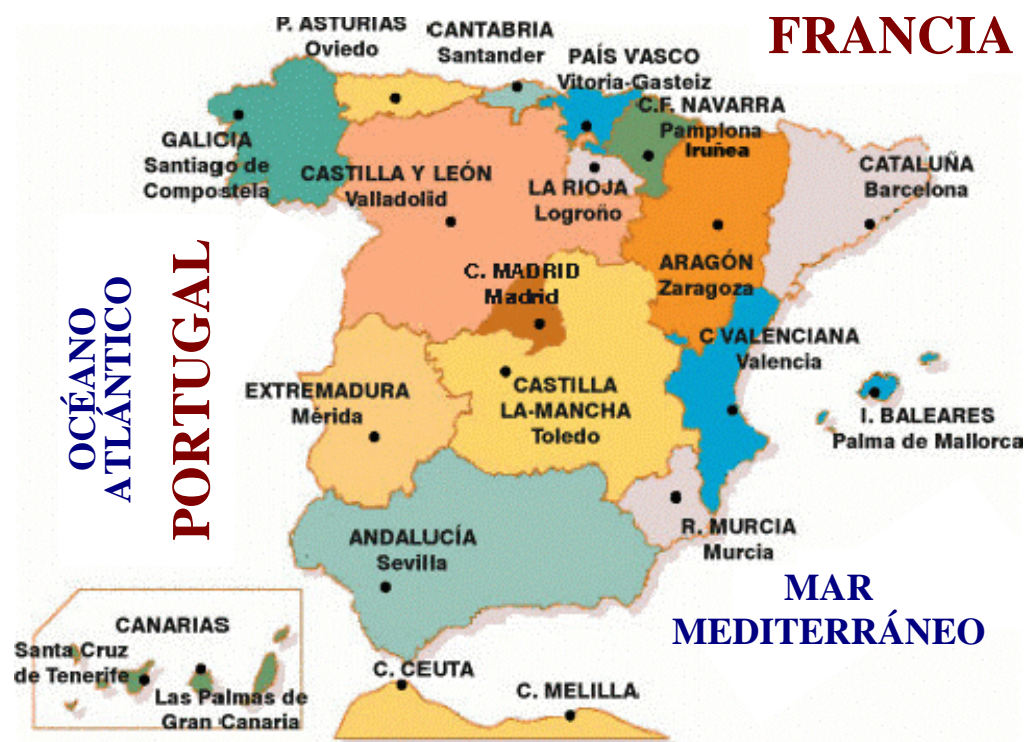 FRANCIA
P. ASTURIAS
Oviedo
CANTABRIA
Santander
PAÍS VASCO
Vitoria-Gasteiz
C.F. NAVARRA
Pamplona
Iruñea
GALICIA
Santiago de
Compostela
CASTILLA Y LEÓN
Valladolid
LA RIOJA
Logroño
CATALUÑA
Barcelona
ARAGÓN
Zaragoza
C. MADRID
Madrid
OCÉANO
ATLÁNTICO
PORTUGAL
C VALENCIANA
Valencia
EXTREMADURA
Mérida
CASTILLA
LA-MANCHA
Toledo
I. BALEARES
Palma de Mallorca
ANDALUCÍA
Sevilla
R. MURCIA
Murcia
MAR
MEDITERRÁNEO
CANARIAS
Santa Cruz
de Tenerife
Las Palmas de
Gran Canaria
C. CEUTA
C. MELILLA